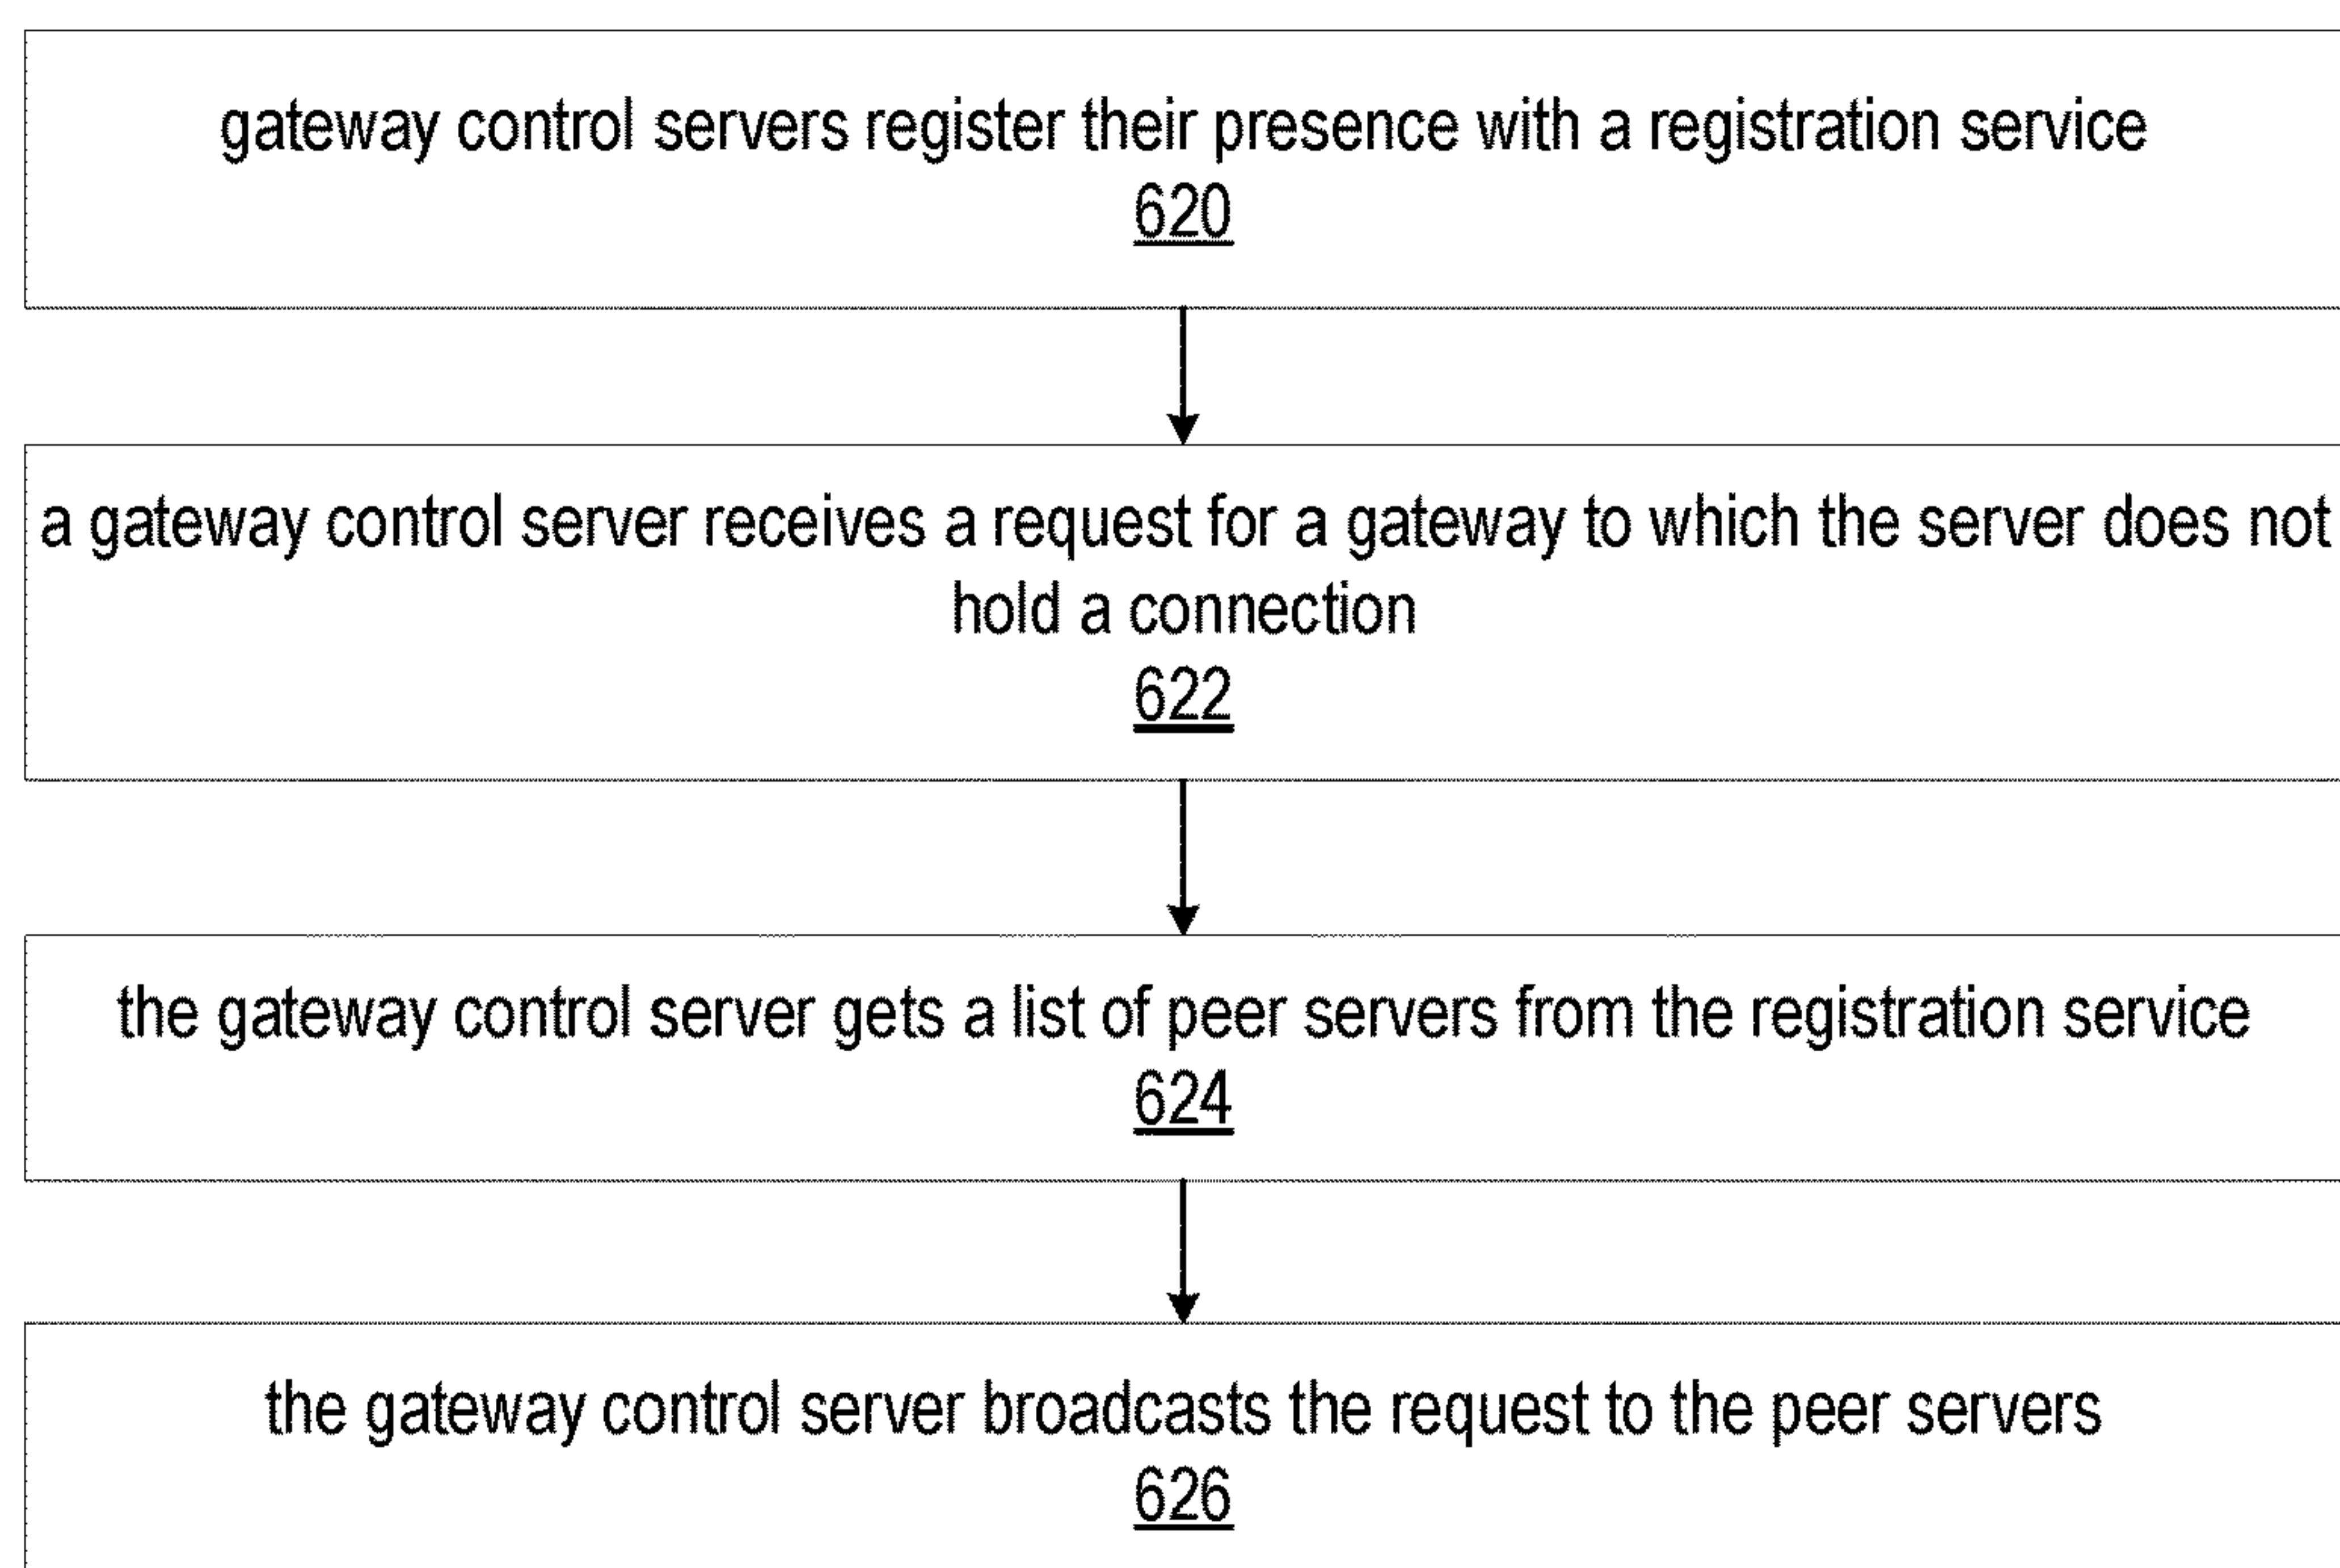 gateway control servers register their presence with a registration service
620
a gateway control server receives a request for a gateway to which the server does not
hold a connection
622
the gateway control server gets a list of peer servers from the registration service
624
the gateway control server broadcasts the request to the peer servers
626